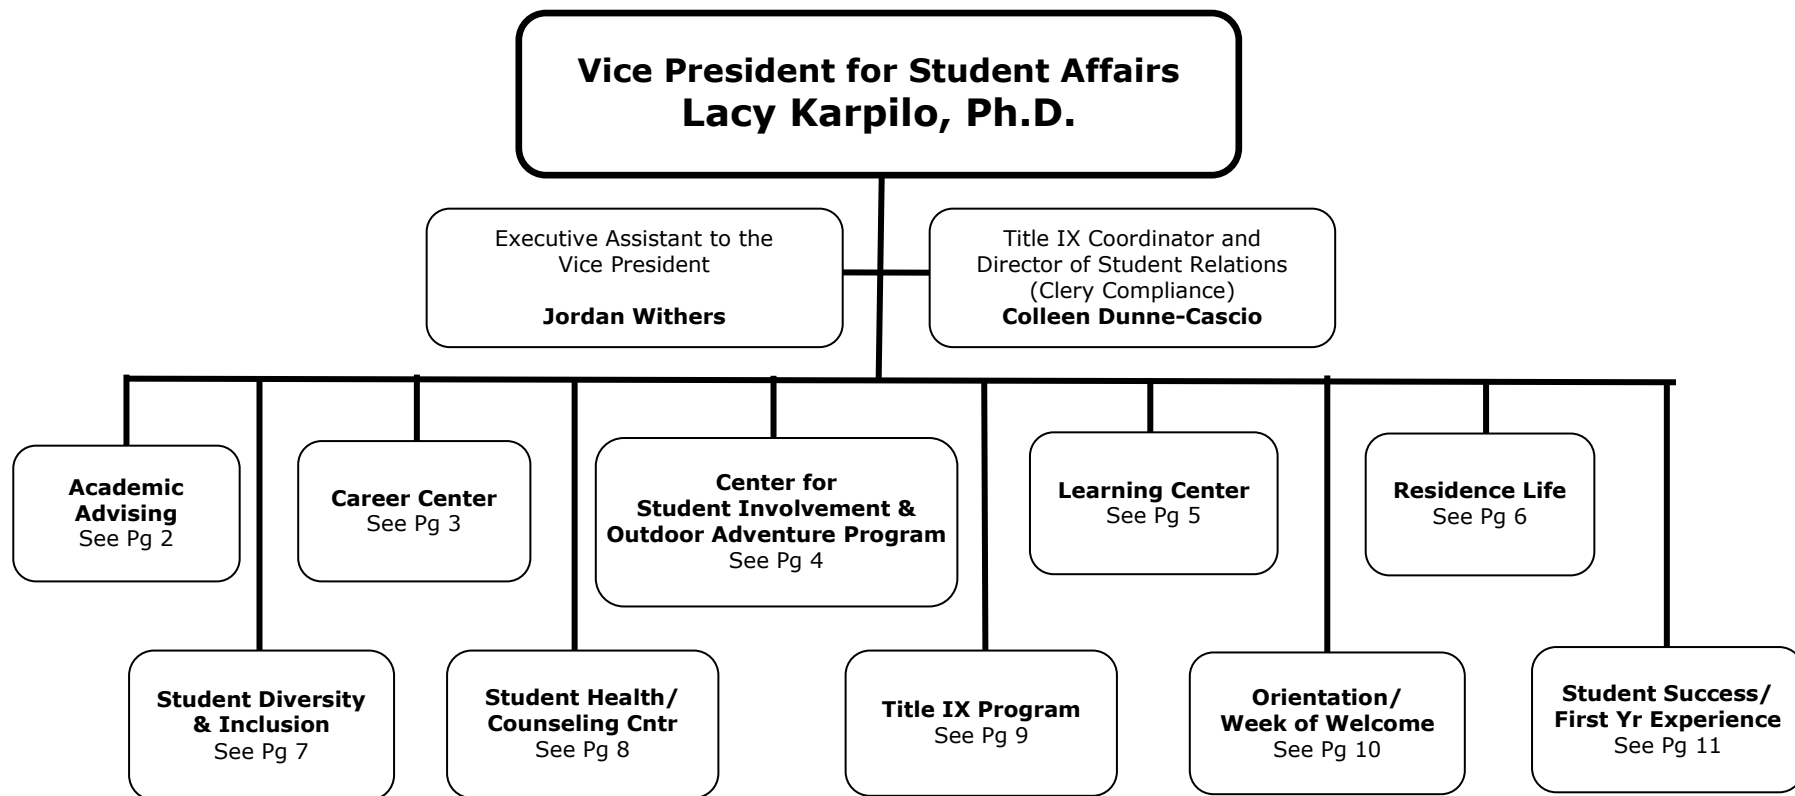 Vice President for Student Affairs
Lacy Karpilo, Ph.D.
Executive Assistant to the
Vice President
Jordan Withers
Title IX Coordinator and
Director of Student Relations
(Clery Compliance)
Colleen Dunne-Cascio
Academic
Advising
See Pg 2
Career Center
See Pg 3
Center for
Student Involvement &
Outdoor Adventure Program
See Pg 4
Learning Center
See Pg 5
Residence Life
See Pg 6
Student Diversity
& Inclusion
See Pg 7
Student Health/
Counseling Cntr
See Pg 8
Title IX Program
See Pg 9
Orientation/
Week of Welcome
See Pg 10
Student Success/
First Yr Experience
See Pg 11